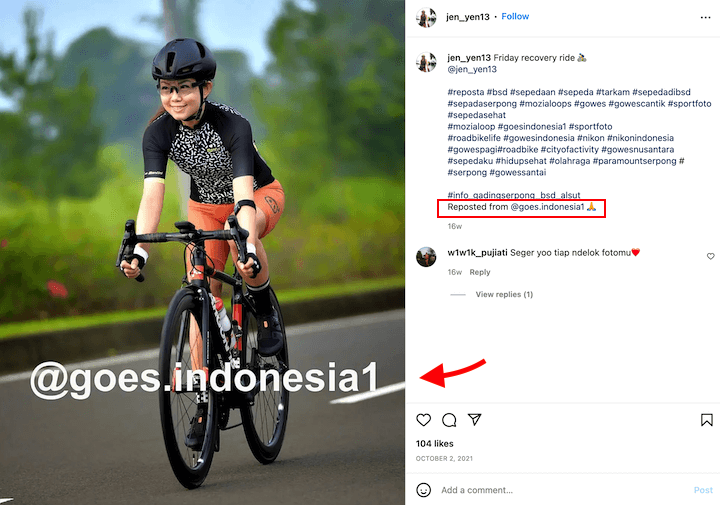 @goes.indonesia1
jen_yen13 • Follow
jen_yen13 Friday recovery ride 🚴
@jen_yen13
#reposta #bsd #sepedaan #sepeda #tarkam #sepedadibsd
#sepadaserpong #mozialoops #gowes #gowescantik #sportfoto
#sepedasehat
#mozialoop #goesindonesia1 #sportfoto
#roadbikelife #gowesindonesia #nikon #nikonindonesia
#gowespagi#roadbike #cityofactivity #gowesnusantara
#sepedaku #hidupsehat #olahraga #paramountserpong #
#serpong #gowessantai
#info_gadingserpong_bsd_alsut
Reposted from @goes.indonesia1 🙏
16w
w1w1k_pujiati Seger yoo tiap ndelok fotomu❤️
16w Reply
View replies (1)
104 likes
OCTOBER 2, 2021
Add a comment...
Post